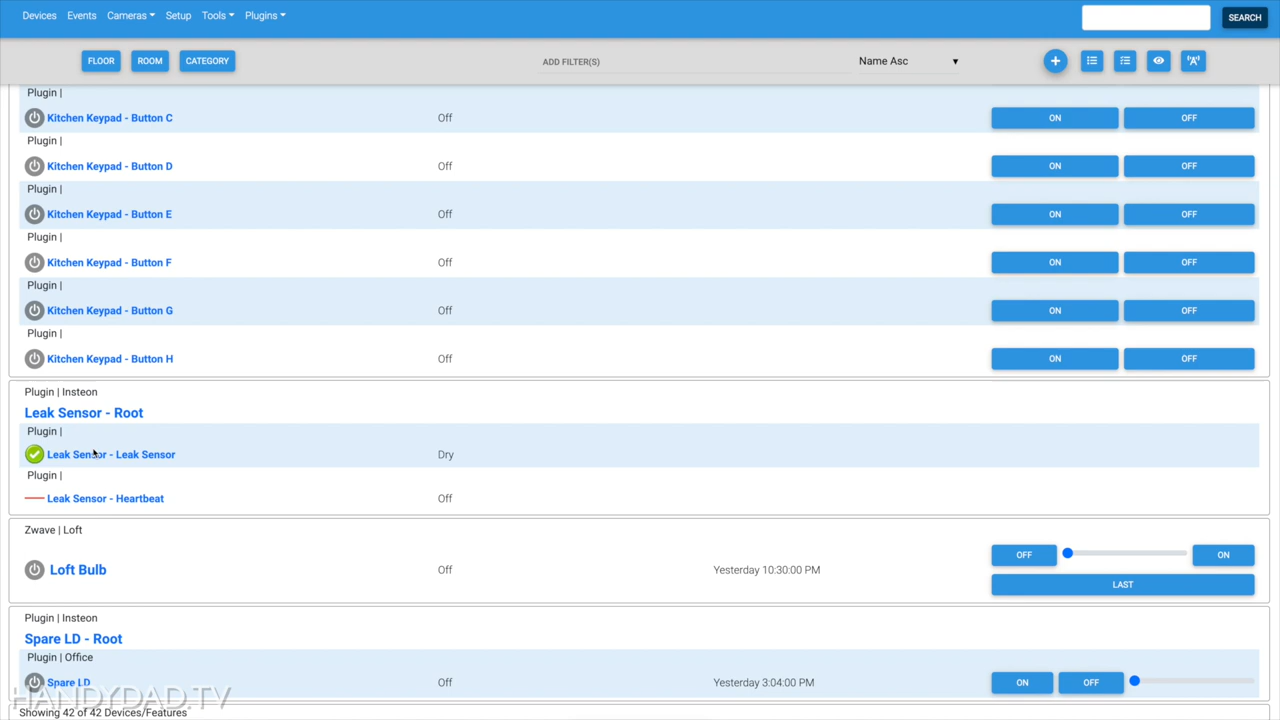 Devices Events Cameras Setup Tools Plugins SEARCH
FLOOR ROOM CATEGORY ADD FILTER(S) Name Asc
Plugin |
Kitchen Keypad - Button C Off ON OFF
Plugin |
Kitchen Keypad - Button D Off ON OFF
Plugin |
Kitchen Keypad - Button E Off ON OFF
Plugin |
Kitchen Keypad - Button F Off ON OFF
Plugin |
Kitchen Keypad - Button G Off ON OFF
Plugin |
Kitchen Keypad - Button H Off ON OFF
Plugin | Insteon
Leak Sensor - Root
Plugin |
Leak Sensor - Leak Sensor Dry
Plugin |
Leak Sensor - Heartbeat Off
Zwave | Loft
OFF ON
Loft Bulb Off Yesterday 10:30:00 PM
LAST
Plugin | Insteon
Spare LD - Root
Plugin | Office
Spare LD Off Yesterday 3:04:00 PM ON OFF
HANDYDAD.TV
Showing 42 of 42 Devices/Features